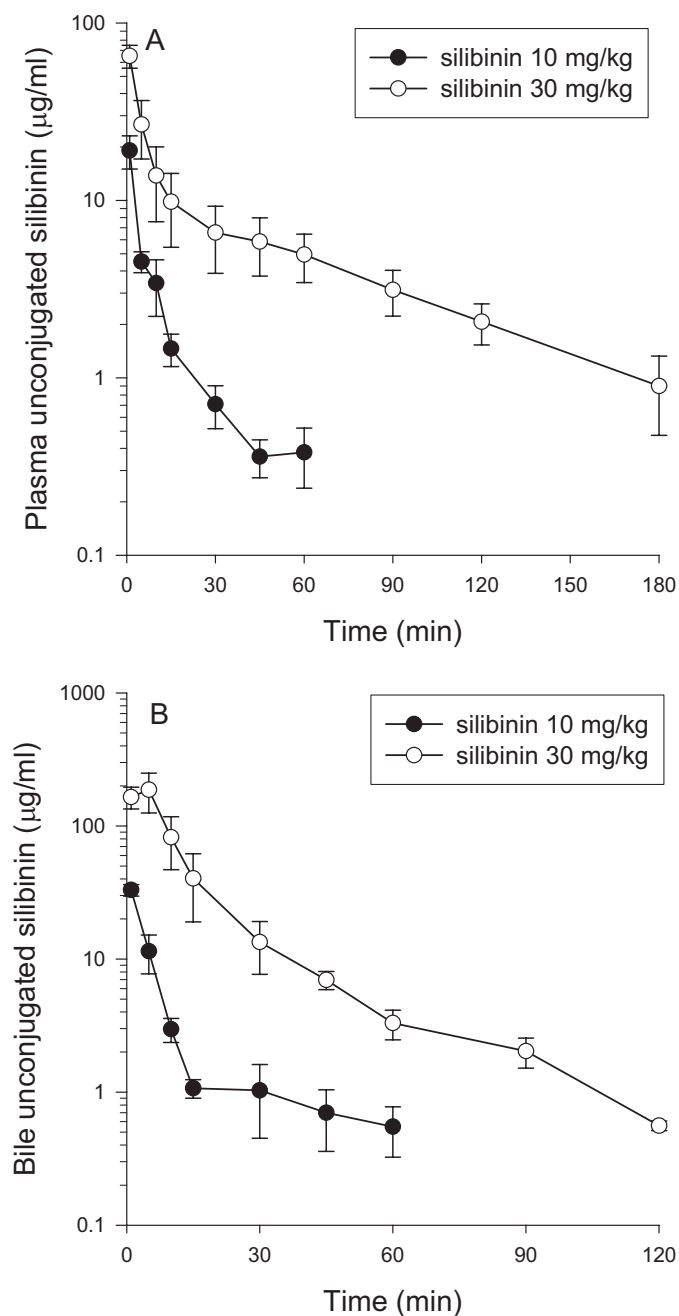 A
silibinin 10 mg/kg
silibinin 30 mg/kg
Plasma unconjugated silibinin (µg/ml)
100
10
1
0.1
0 30 60 90 120 150 180
Time (min)
B
silibinin 10 mg/kg
silibinin 30 mg/kg
Bile unconjugated silibinin (µg/ml)
1000
100
10
1
0.1
0 30 60 90 120
Time (min)